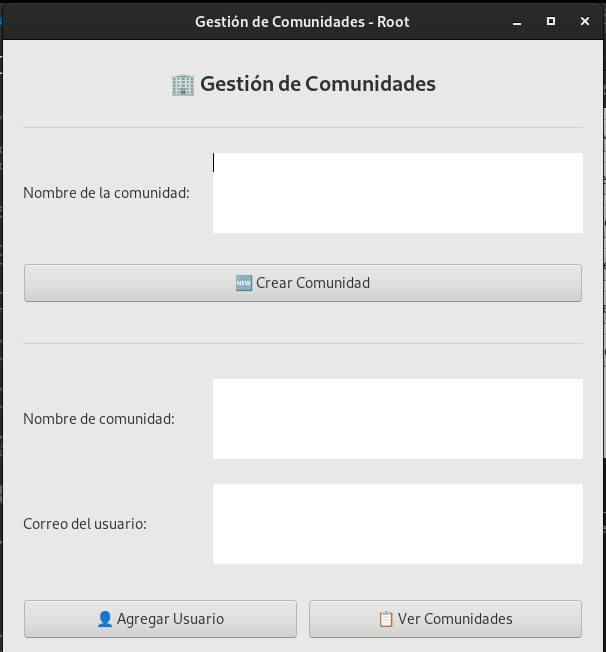 Gestión de Comunidades - Root
🏢 Gestión de Comunidades
Nombre de la comunidad:
🆕 Crear Comunidad
Nombre de comunidad:
Correo del usuario:
👤 Agregar Usuario
📋 Ver Comunidades